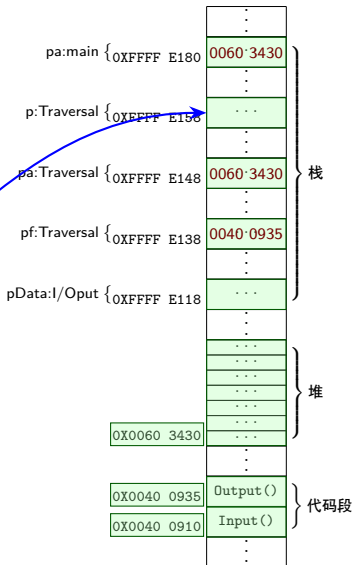 pa:main { 0XFFFF E180 0060 3430
p:Traversal { 0XFFFF E158 ...
pa:Traversal { 0XFFFF E148 0060 3430
栈
pf:Traversal { 0XFFFF E138 0040 0935
pData:I/Oput { 0XFFFF E118 ...
...
...
...
...
堆
...
...
0X0060 3430 ...
0X0040 0935 Output()
代码段
0X0040 0910 Input()